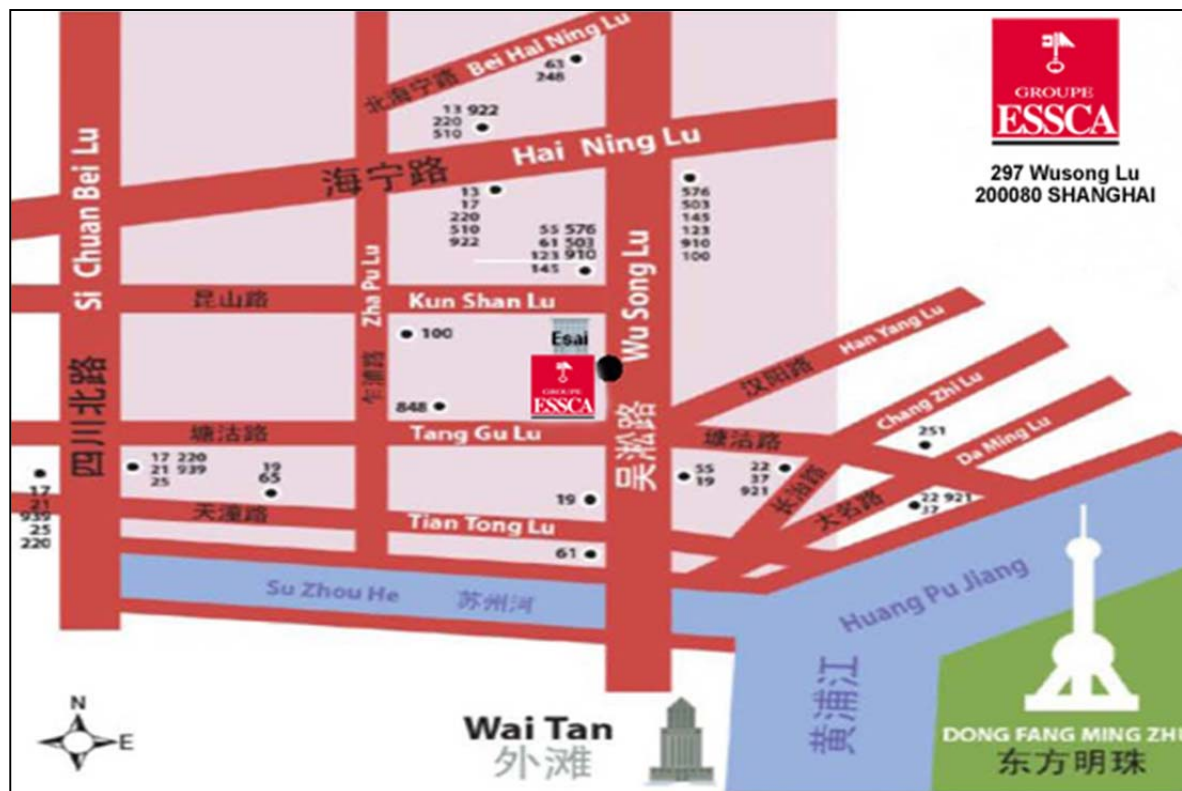 GROUPE
ESSCA
297 Wusong Lu
200080 SHANGHAI
北海宁路 Bei Hai Ning Lu
63
248
13 922
220
510
海宁路 Hai Ning Lu
13
17
220
510
922
55 576
61 503
123 910
145
576
503
145
123
910
100
Si Chuan Bei Lu
四川北路
Zha Pu Lu
乍浦路
Wu Song Lu
吴淞路
昆山路 Kun Shan Lu
100
Esai
GROUPE
ESSCA
848
汉阳路 Han Yang Lu
长治路 Chang Zhi Lu
大名路 Da Ming Lu
251
塘沽路 Tang Gu Lu 塘沽路
17
21
939
25
220
17 220
21 939
25
19
65
19
55
19
22
37
921
22 921
37
天潼路 Tian Tong Lu
61
Su Zhou He 苏州河
Huang Pu Jiang
黄浦江
N
E
Wai Tan
外滩
DONG FANG MING ZHU
东方明珠